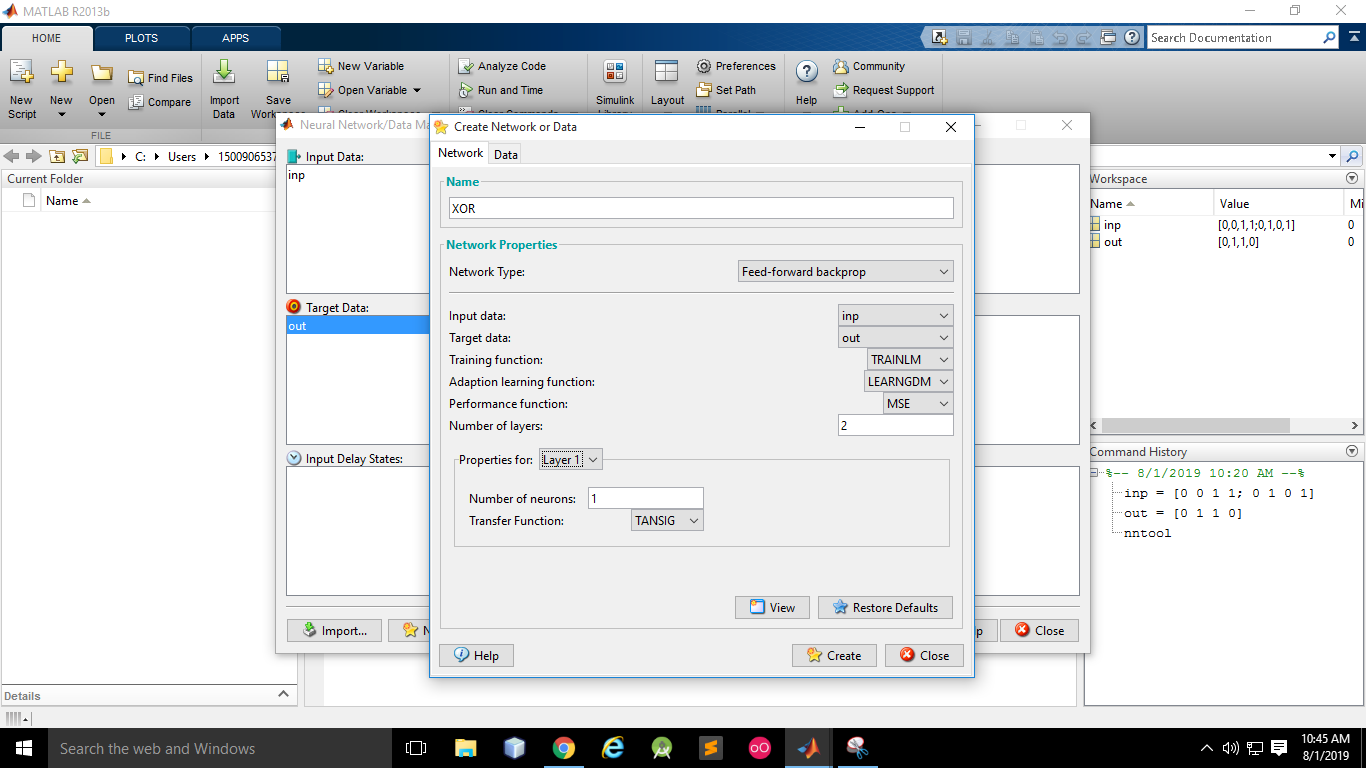 MATLAB R2013b
HOME PLOTS APPS
Search Documentation
New Script
New
Open
Find Files
Compare
Import Data
Save
New Variable
Open Variable
Analyze Code
Run and Time
Simulink
Layout
Preferences
Set Path
Help
Community
Request Support
FILE
C: Users 1500906537
Current Folder
Name
Details
Neural Network/Data Ma
Input Data:
inp
Target Data:
out
Input Delay States:
Import...
N
p
Close
Create Network or Data
Network Data
Name
XOR
Network Properties
Network Type: Feed-forward backprop
Input data: inp
Target data: out
Training function: TRAINLM
Adaption learning function: LEARNGDM
Performance function: MSE
Number of layers: 2
Properties for: Layer 1
Number of neurons: 1
Transfer Function: TANSIG
View Restore Defaults
Help Create Close
Workspace
Name Value Mi
inp [0,0,1,1;0,1,0,1] 0
out [0,1,1,0] 0
Command History
%-- 8/1/2019 10:20 AM --%
inp = [0 0 1 1; 0 1 0 1]
out = [0 1 1 0]
nntool
Search the web and Windows
10:45 AM
8/1/2019